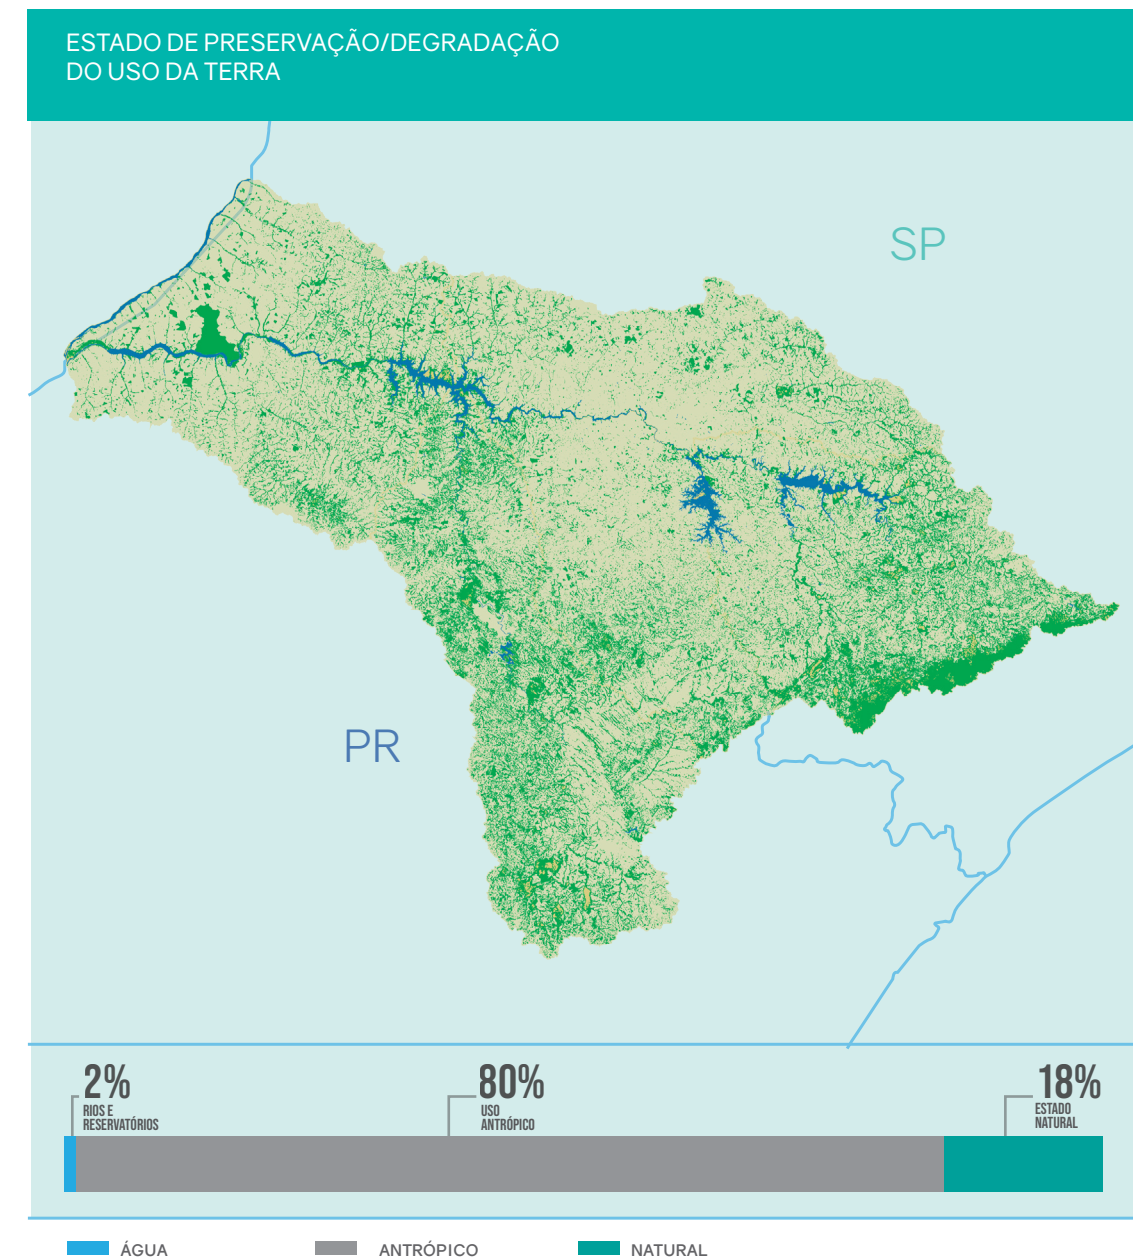 ESTADO DE PRESERVAÇÃO/DEGRADAÇÃO
DO USO DA TERRA
SP
PR
2%
RIOS E
RESERVATÓRIOS
80%
USO
ANTRÓPICO
18%
ESTADO
NATURAL
ÁGUA
ANTRÓPICO
NATURAL